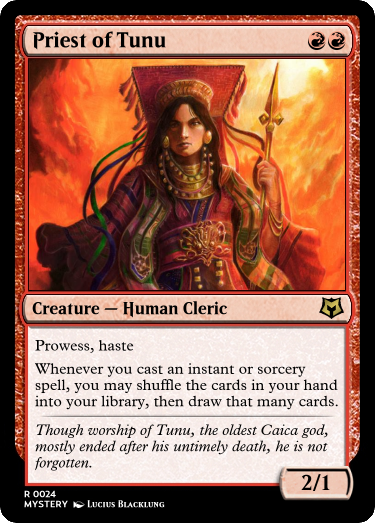 Priest of Tunu
Creature — Human Cleric
Prowess, haste
Whenever you cast an instant or sorcery
spell, you may shuffle the cards in your hand
into your library, then draw that many cards.
Though worship of Tunu, the oldest Caica god,
mostly ended after his untimely death, he is not
forgotten.
2/1
R 0024
MYSTERY Lucius Blacklung